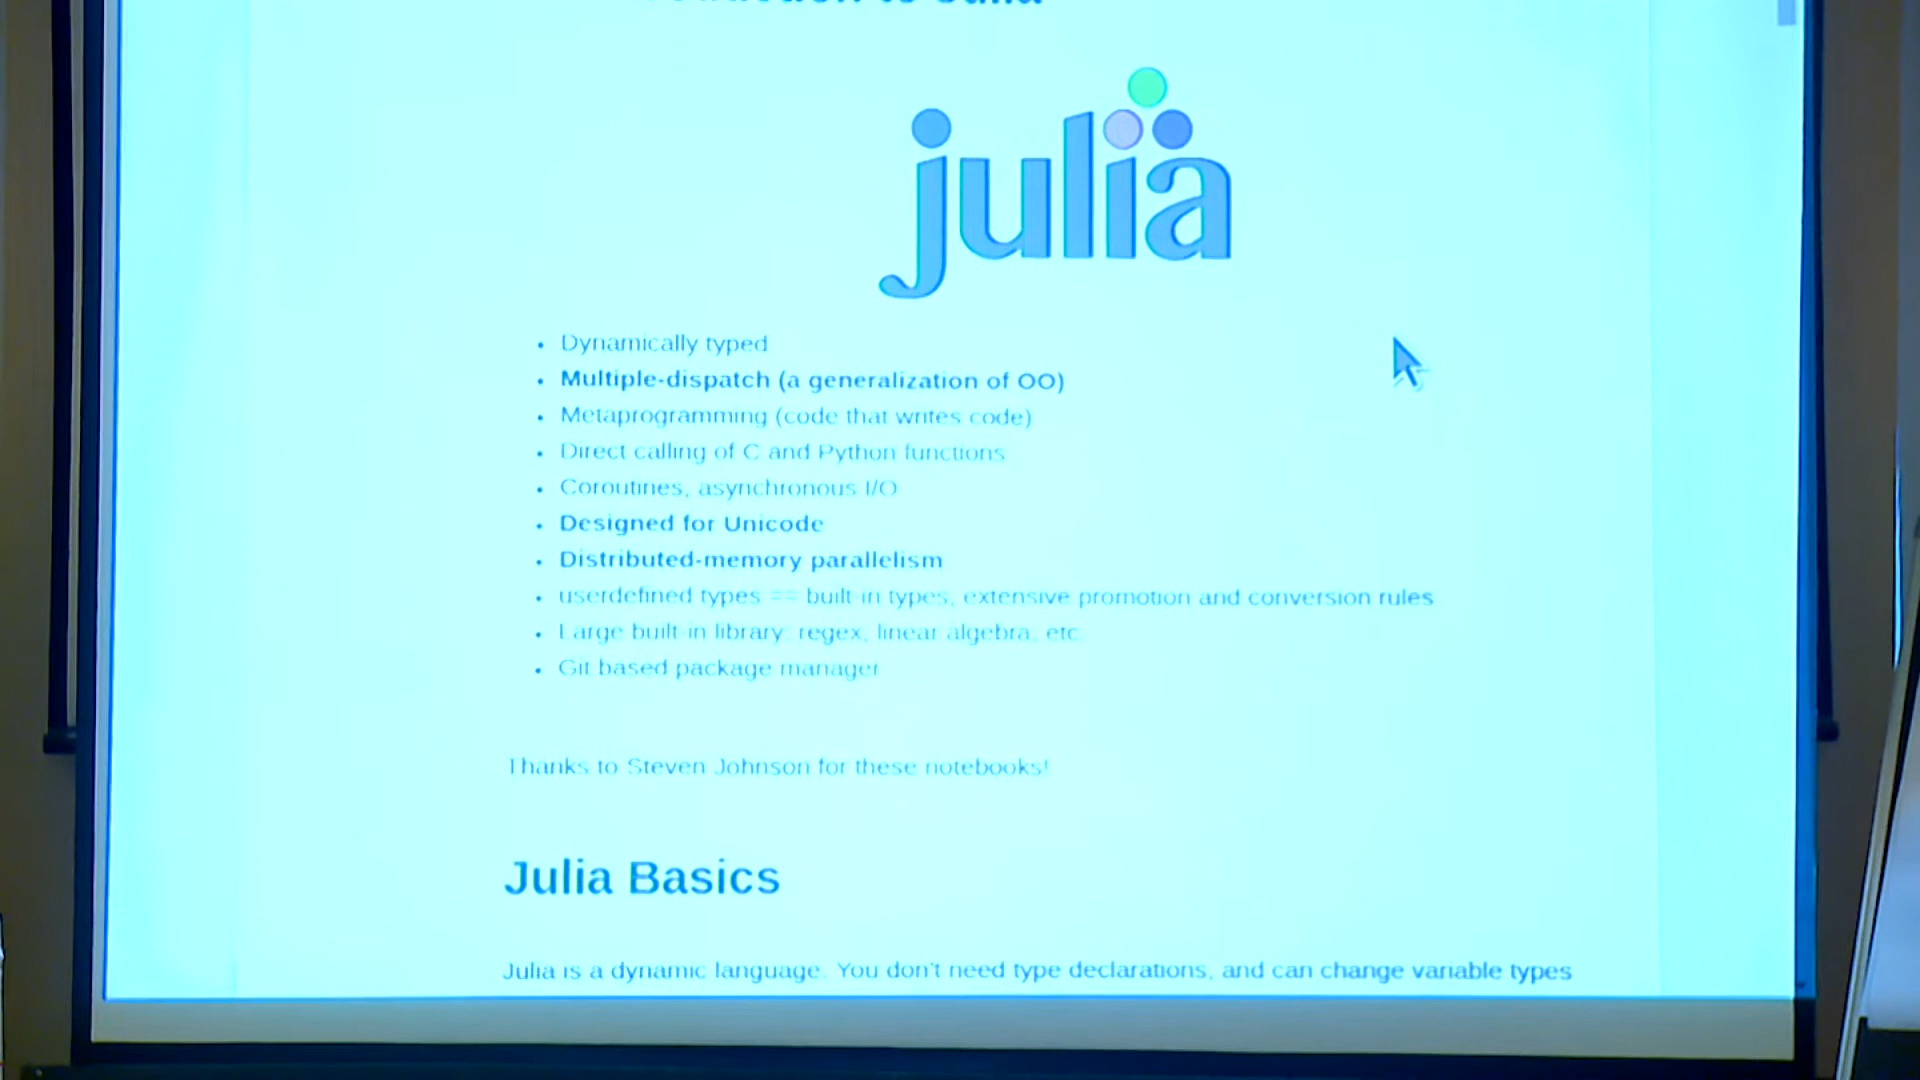 to Julia
julia
• Dynamically typed
• Multiple-dispatch (a generalization of OO)
• Metaprogramming (code that writes code)
• Direct calling of C and Python functions
• Coroutines, asynchronous I/O
• Designed for Unicode
• Distributed-memory parallelism
• userdefined types == built-in types, extensive promotion and conversion rules
• Large built-in library: regex, linear algebra, etc.
• Git based package manager
Thanks to Steven Johnson for these notebooks!
Julia Basics
Julia is a dynamic language. You don't need type declarations, and can change variable types